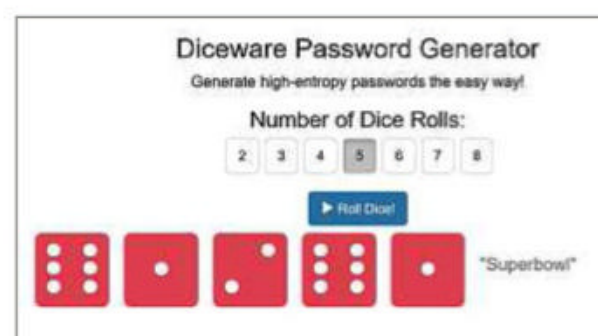 Diceware Password Generator
Generate high-entropy passwords the easy way!
Number of Dice Rolls:
2 3 4 5 6 7 8
Roll Dice!
"Superbowl"